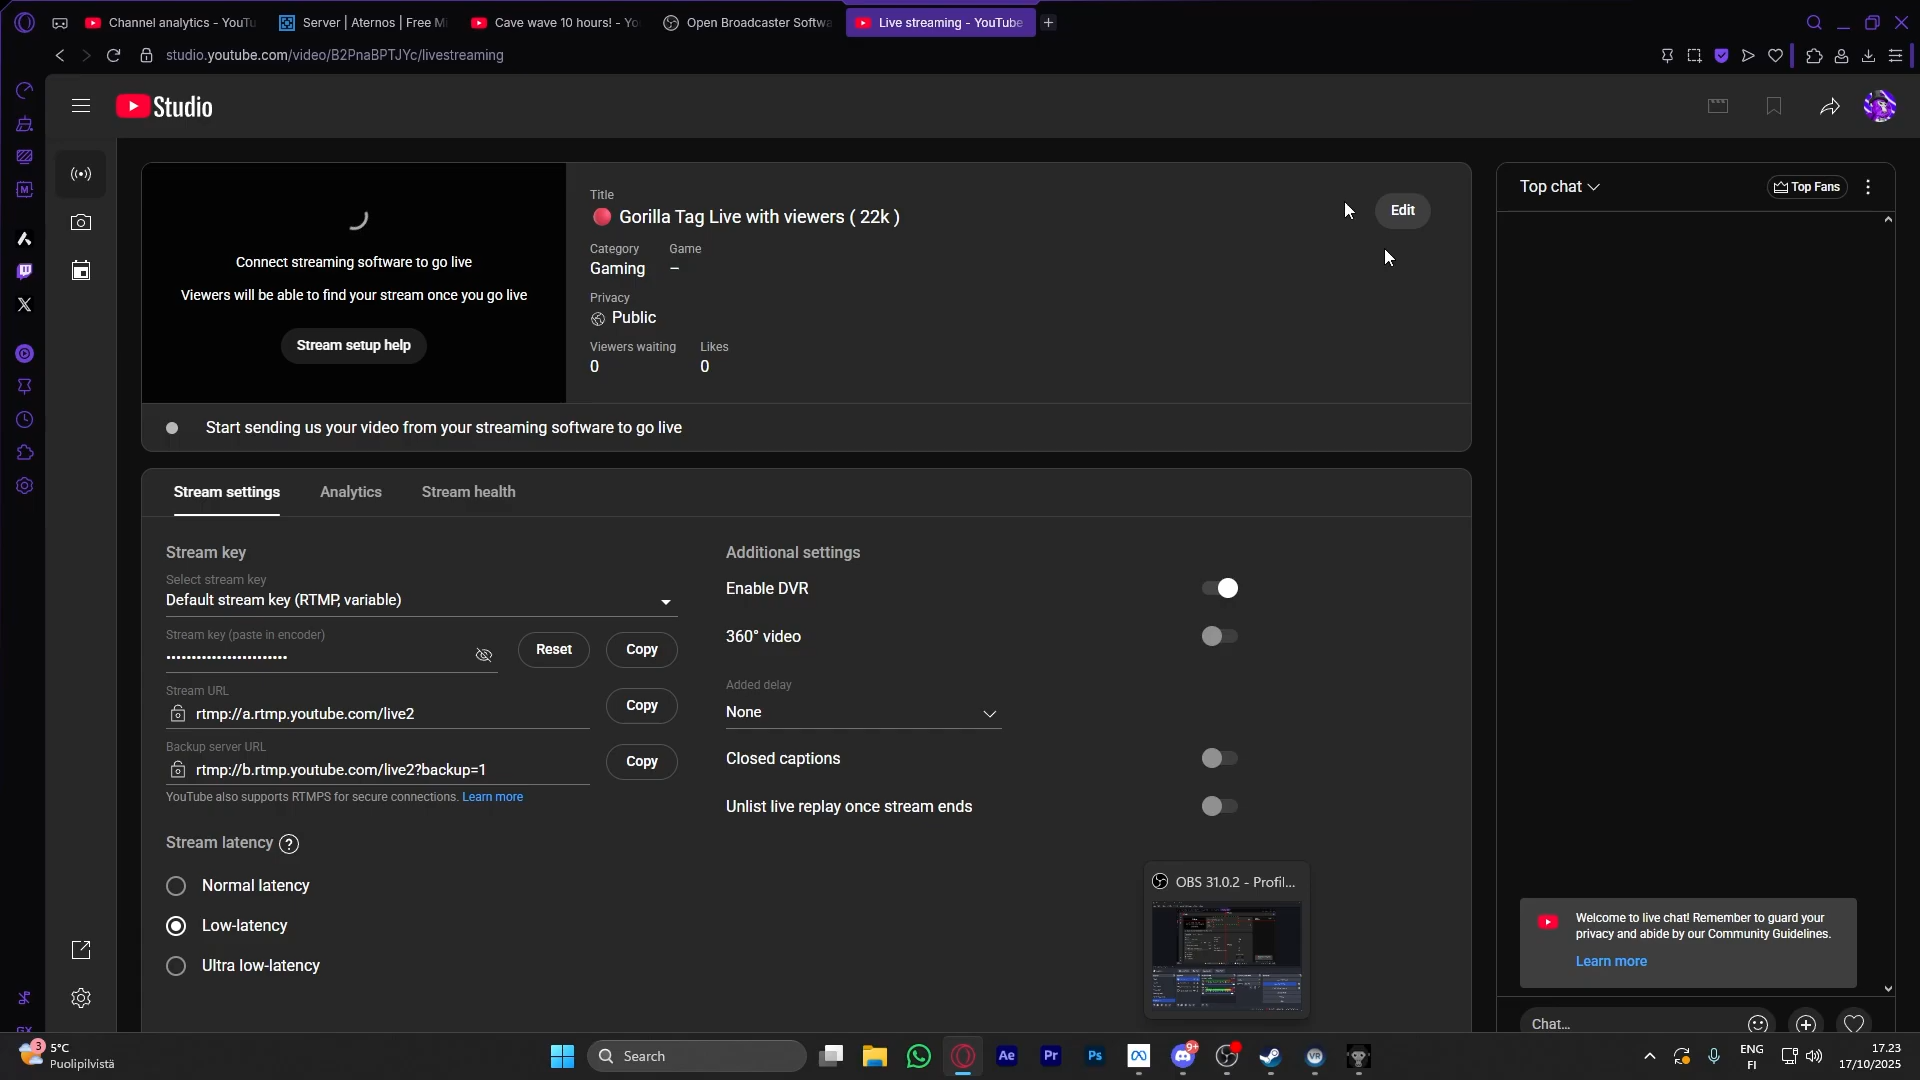 Channel analytics - YouTu
Server | Aternos | Free Mi
Cave wave 10 hours! - Yo
Open Broadcaster Softwa
Live streaming - YouTube
studio.youtube.com/video/B2PnaBPTJYc/livestreaming
Studio
Connect streaming software to go live
Viewers will be able to find your stream once you go live
Stream setup help
Title
Gorilla Tag Live with viewers ( 22k )
Edit
Category
Game
Gaming
–
Privacy
Public
Viewers waiting
Likes
0
0
Start sending us your video from your streaming software to go live
Top chat
Top Fans
Stream settings
Analytics
Stream health
Stream key
Select stream key
Default stream key (RTMP, variable)
Stream key (paste in encoder)
Reset
Copy
Stream URL
rtmp://a.rtmp.youtube.com/live2
Copy
Backup server URL
rtmp://b.rtmp.youtube.com/live2?backup=1
Copy
YouTube also supports RTMPS for secure connections. Learn more
Stream latency
Normal latency
Low-latency
Ultra low-latency
Additional settings
Enable DVR
360° video
Added delay
None
Closed captions
Unlist live replay once stream ends
OBS 31.0.2 - Profil...
Welcome to live chat! Remember to guard your
privacy and abide by our Community Guidelines.
Learn more
Chat...
GX
3
5°C
Puolipilvistä
Search
Ae
Pr
Ps
9+
VR
ENG
FI
17.23
17/10/2025